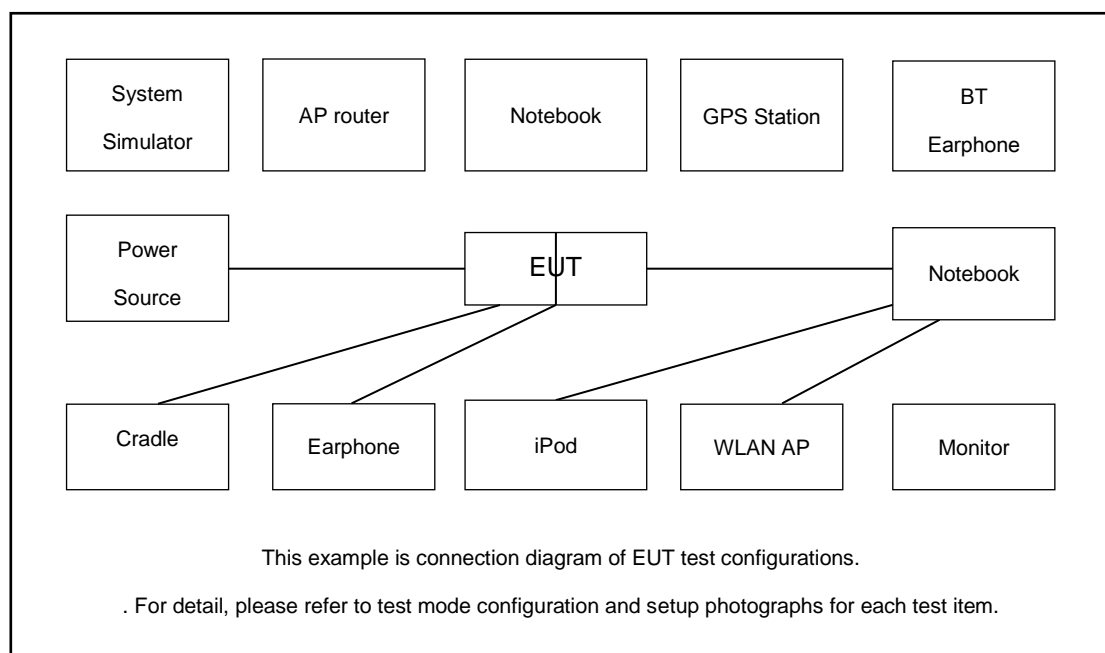 System
Simulator
AP router
Notebook
GPS Station
BT
Earphone
Power
Source
EUT
Notebook
Cradle
Earphone
iPod
WLAN AP
Monitor
This example is connection diagram of EUT test configurations.
. For detail, please refer to test mode configuration and setup photographs for each test item.